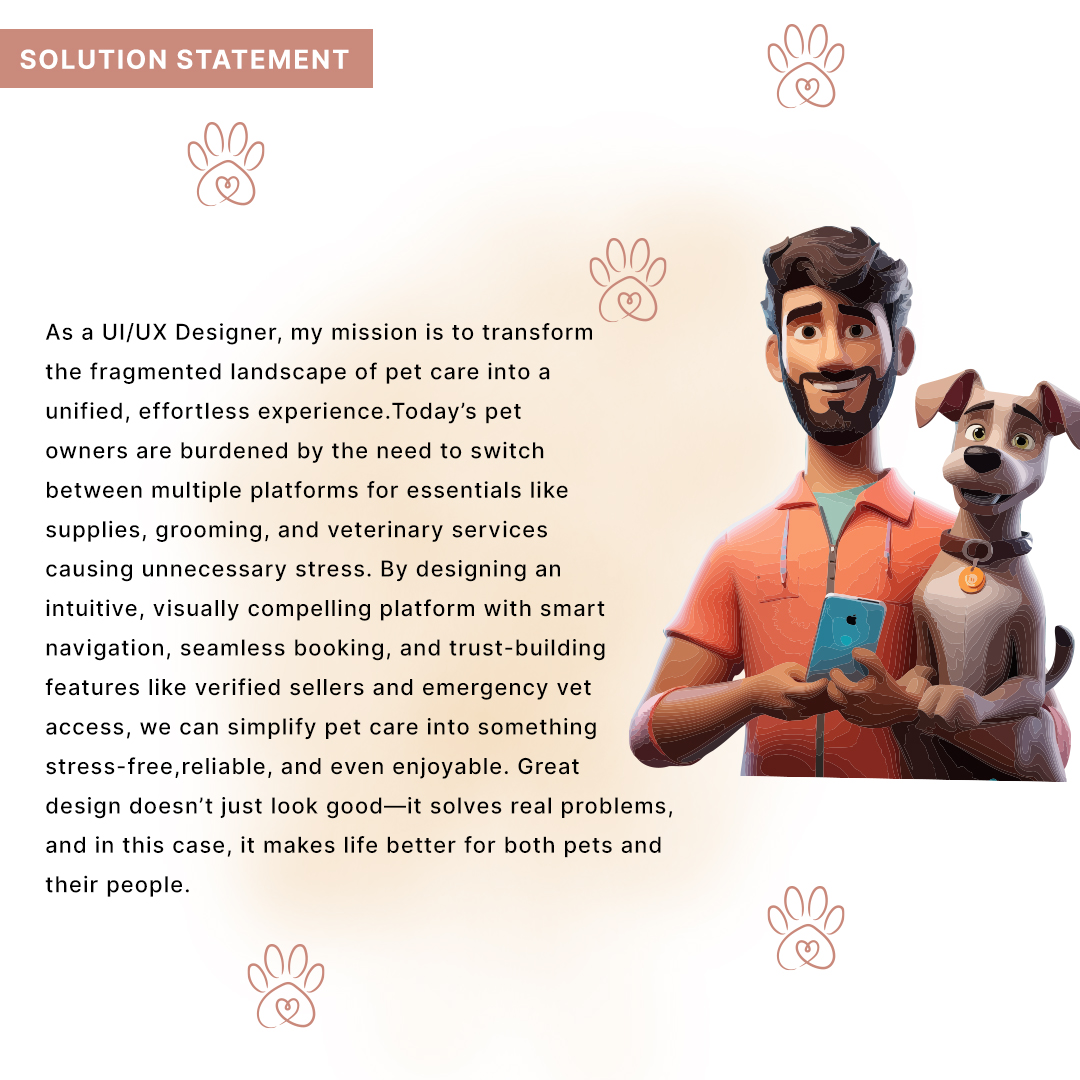 SOLUTION STATEMENT
As a UI/UX Designer, my mission is to transform
the fragmented landscape of pet care into a
unified, effortless experience.Today’s pet
owners are burdened by the need to switch
between multiple platforms for essentials like
supplies, grooming, and veterinary services
causing unnecessary stress. By designing an
intuitive, visually compelling platform with smart
navigation, seamless booking, and trust-building
features like verified sellers and emergency vet
access, we can simplify pet care into something
stress-free,reliable, and even enjoyable. Great
design doesn’t just look good—it solves real problems,
and in this case, it makes life better for both pets and
their people.